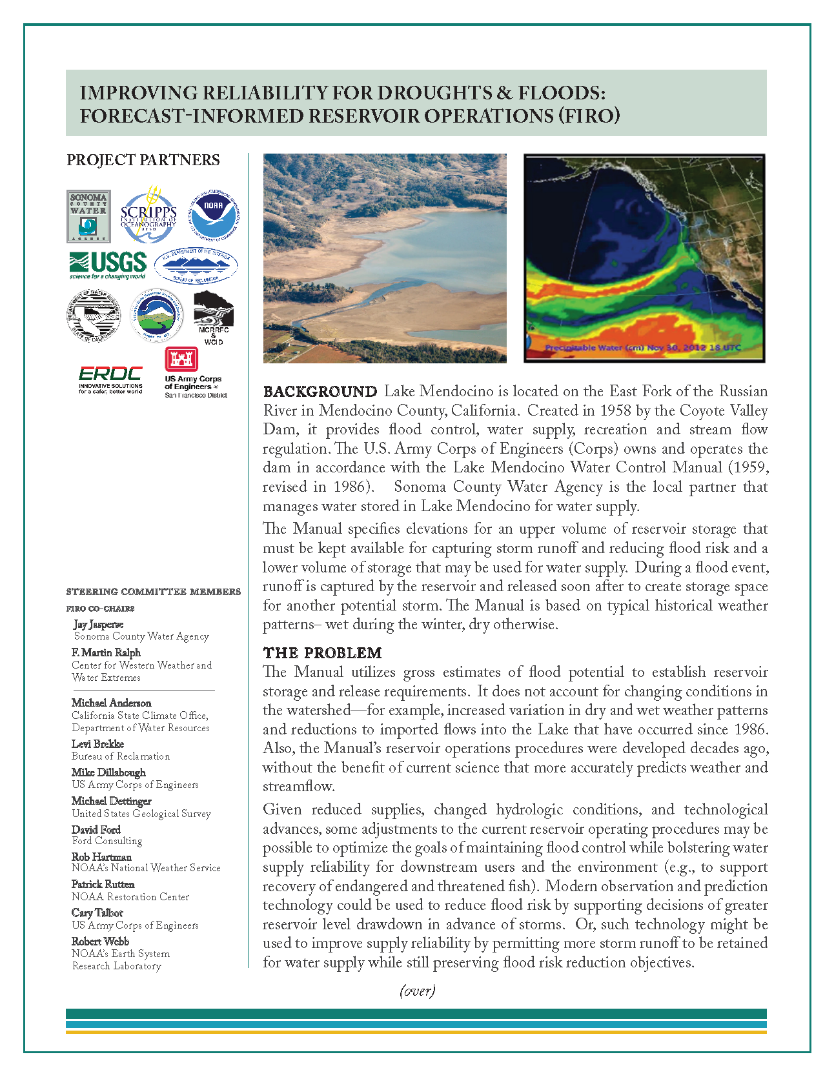 IMPROVING RELIABILITY FOR DROUGHTS & FLOODS:
FORECAST-INFORMED RESERVOIR OPERATIONS (FIRO)
PROJECT PARTNERS
SONOMA
COUNTY
WATER
AGENCY
SCRIPPS
INSTITUTION OF
OCEANOGRAPHY
NOAA
USGS
science for a changing world
MCRRFC
&
WCID
ERDC
INNOVATIVE SOLUTIONS
for a safer, better world
US Army Corps
of Engineers
San Francisco District
Precipitable Water (cm) Nov 30, 2012 18 UTC
STEERING COMMITTEE MEMBERS
FIRO CO-CHAIRS
Jay Jasperse
Sonoma County Water Agency
F. Martin Ralph
Center for Western Weather and
Water Extremes
Michael Anderson
California State Climate Office,
Department of Water Resources
Levi Brekke
Bureau of Reclamation
Mike Dillabough
US Army Corps of Engineers
Michael Dettinger
United States Geological Survey
David Ford
Ford Consulting
Rob Hartman
NOAA's National Weather Service
Patrick Rutten
NOAA Restoration Center
Cary Talbot
US Army Corps of Engineers
Robert Webb
NOAA's Earth System
Research Laboratory
BACKGROUND Lake Mendocino is located on the East Fork of the Russian
River in Mendocino County, California. Created in 1958 by the Coyote Valley
Dam, it provides flood control, water supply, recreation and stream flow
regulation. The U.S. Army Corps of Engineers (Corps) owns and operates the
dam in accordance with the Lake Mendocino Water Control Manual (1959,
revised in 1986). Sonoma County Water Agency is the local partner that
manages water stored in Lake Mendocino for water supply.
The Manual specifies elevations for an upper volume of reservoir storage that
must be kept available for capturing storm runoff and reducing flood risk and a
lower volume of storage that may be used for water supply. During a flood event,
runoff is captured by the reservoir and released soon after to create storage space
for another potential storm. The Manual is based on typical historical weather
patterns– wet during the winter, dry otherwise.
THE PROBLEM
The Manual utilizes gross estimates of flood potential to establish reservoir
storage and release requirements. It does not account for changing conditions in
the watershed—for example, increased variation in dry and wet weather patterns
and reductions to imported flows into the Lake that have occurred since 1986.
Also, the Manual's reservoir operations procedures were developed decades ago,
without the benefit of current science that more accurately predicts weather and
streamflow.
Given reduced supplies, changed hydrologic conditions, and technological
advances, some adjustments to the current reservoir operating procedures may be
possible to optimize the goals of maintaining flood control while bolstering water
supply reliability for downstream users and the environment (e.g., to support
recovery of endangered and threatened fish). Modern observation and prediction
technology could be used to reduce flood risk by supporting decisions of greater
reservoir level drawdown in advance of storms. Or, such technology might be
used to improve supply reliability by permitting more storm runoff to be retained
for water supply while still preserving flood risk reduction objectives.
(over)